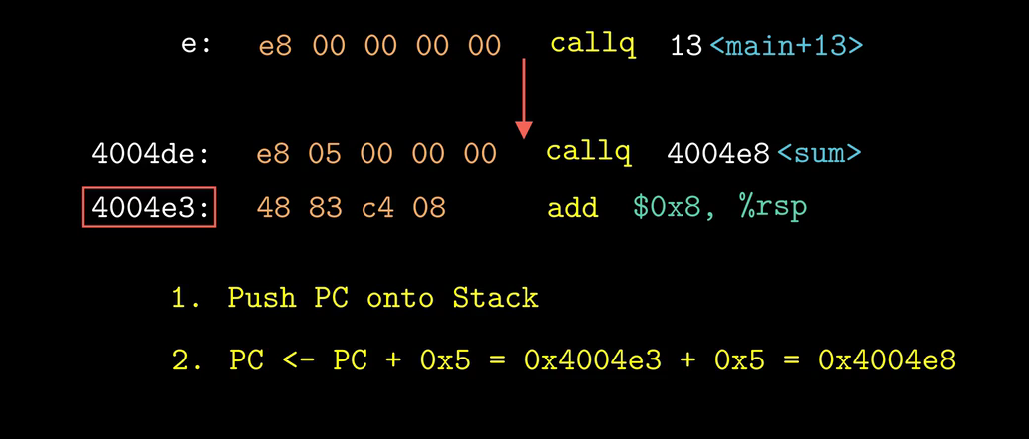 e: e8 00 00 00 00 callq 13 <main+13>
4004de: e8 05 00 00 00 callq 4004e8 <sum>
4004e3: 48 83 c4 08 add $0x8, %rsp
1. Push PC onto Stack
2. PC <- PC + 0x5 = 0x4004e3 + 0x5 = 0x4004e8